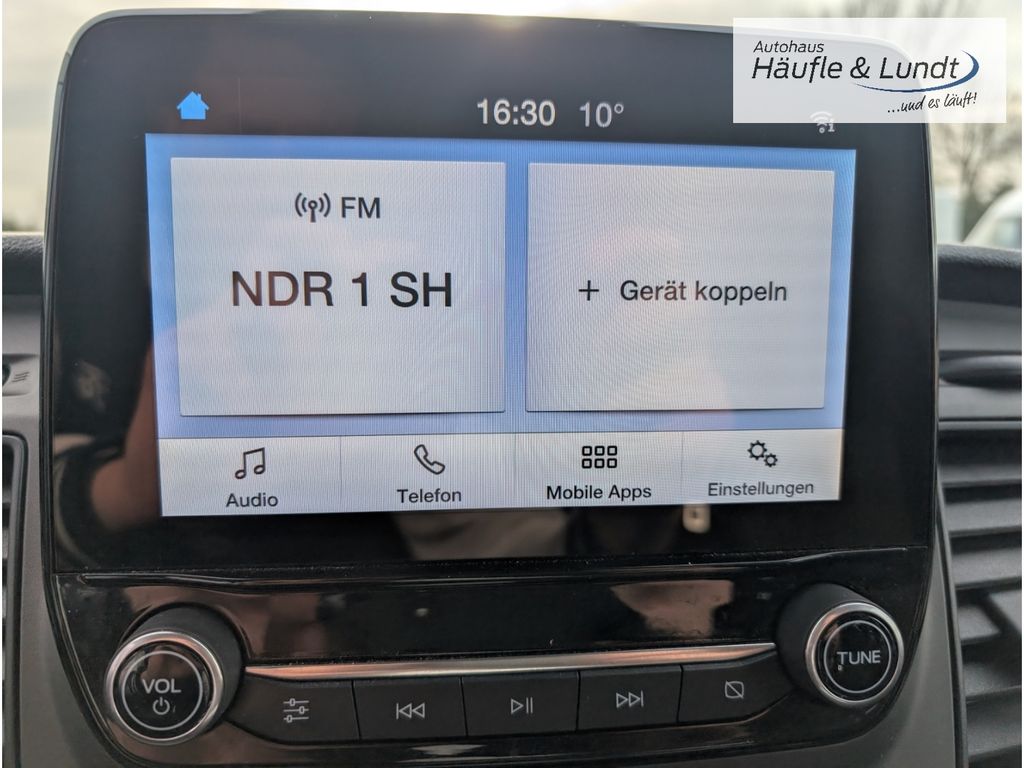 Autohaus
Häufle & Lundt
...und es läuft!
16:30 10°
FM
NDR 1 SH
+ Gerät koppeln
Audio
Telefon
Mobile Apps
Einstellungen
VOL
TUNE